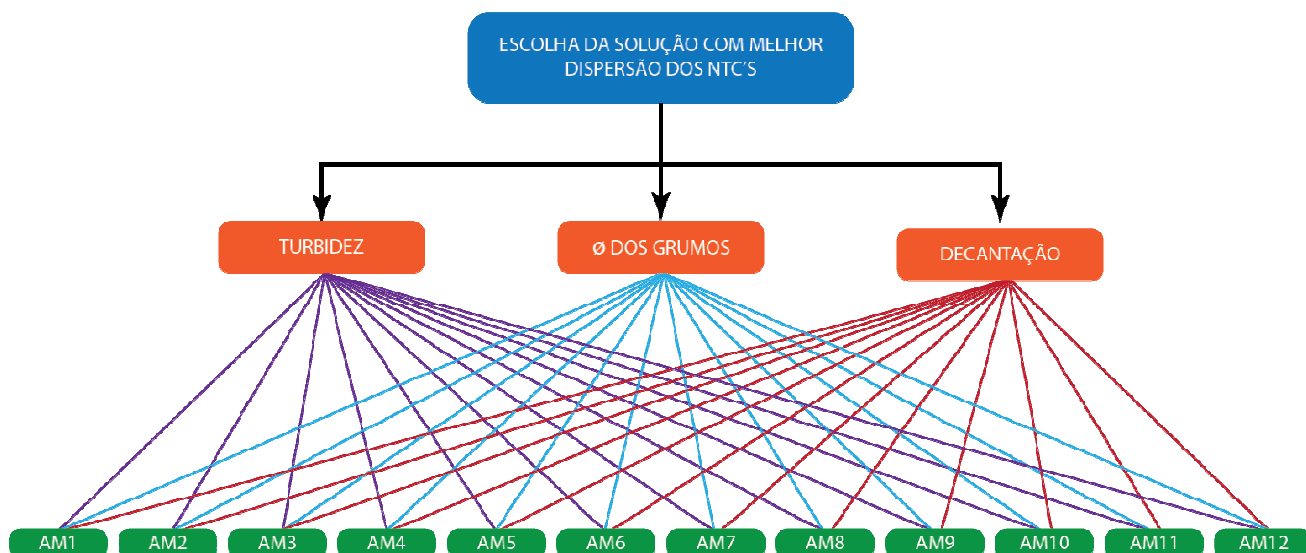 ESCOLHA DA SOLUÇÃO COM MELHOR
DISPERSÃO DOS NTC'S
TURBIDEZ
Ø DOS GRUMOS
DECANTAÇÃO
AM1
AM2
AM3
AM4
AM5
AM6
AM7
AM8
AM9
AM10
AM11
AM12